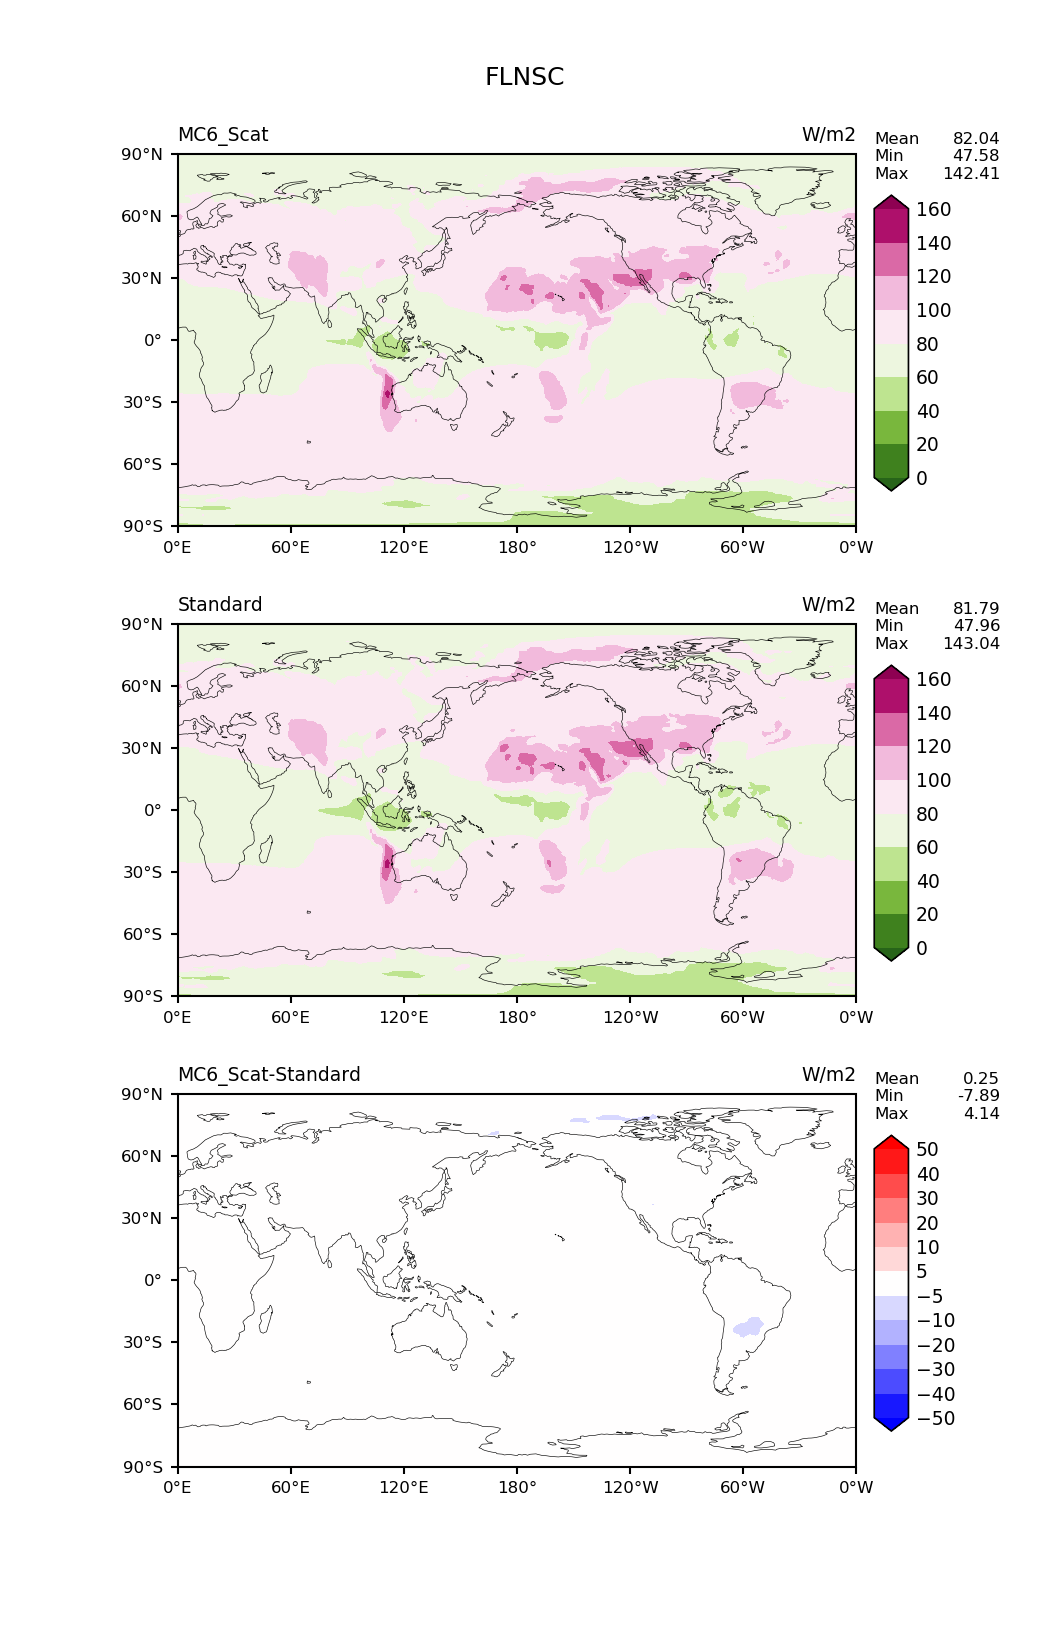 FLNSC
MC6_Scat W/m2
Mean 82.04
Min 47.58
Max 142.41
90°N
60°N
30°N
0°
30°S
60°S
90°S
0°E 60°E 120°E 180° 120°W 60°W 0°W
160
140
120
100
80
60
40
20
0
Standard W/m2
Mean 81.79
Min 47.96
Max 143.04
90°N
60°N
30°N
0°
30°S
60°S
90°S
0°E 60°E 120°E 180° 120°W 60°W 0°W
160
140
120
100
80
60
40
20
0
MC6_Scat-Standard W/m2
Mean 0.25
Min -7.89
Max 4.14
90°N
60°N
30°N
0°
30°S
60°S
90°S
0°E 60°E 120°E 180° 120°W 60°W 0°W
50
40
30
20
10
5
−5
−10
−20
−30
−40
−50